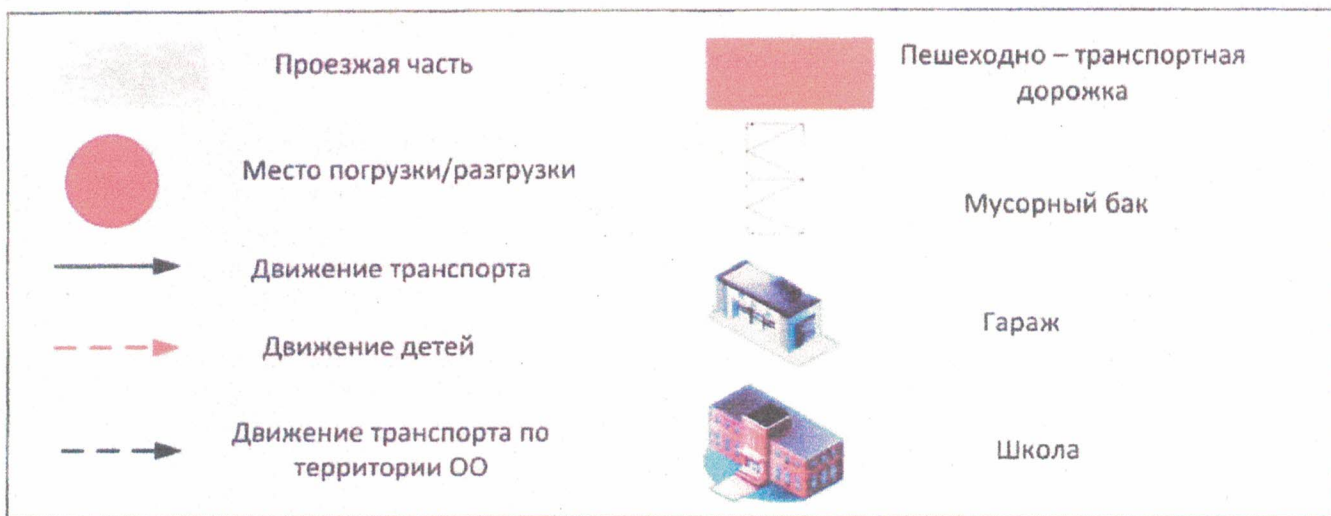 Проезжая часть
Место погрузки/разгрузки
Движение транспорта
Движение детей
Движение транспорта по
территории ОО
Пешеходно – транспортная
дорожка
Мусорный бак
Гараж
Школа